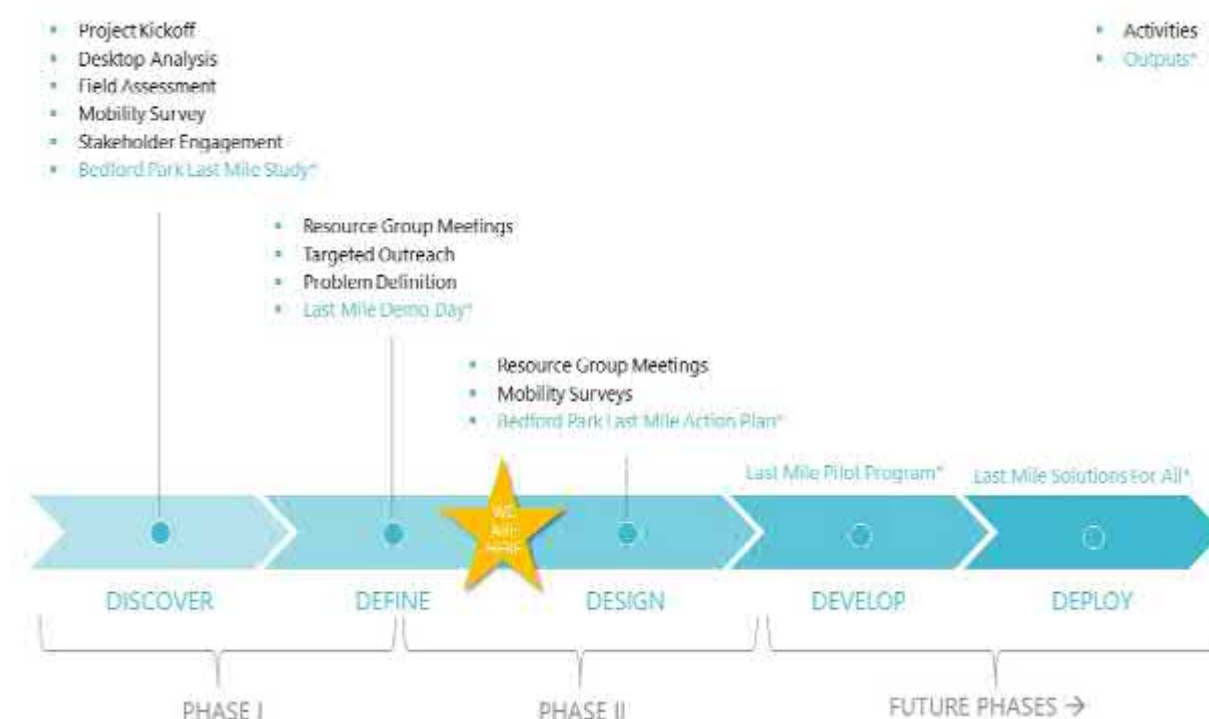 Project Kickoff
Desktop Analysis
Field Assessment
Mobility Survey
Stakeholder Engagement
Bedford Park Last Mile Study*
Activities
Outputs*
Resource Group Meetings
Targeted Outreach
Problem Definition
Last Mile Demo Day*
Resource Group Meetings
Mobility Surveys
Bedford Park Last Mile Action Plan*
Last Mile Pilot Program*
Last Mile Solutions For All*
WE
ARE
HERE
DISCOVER
DEFINE
DESIGN
DEVELOP
DEPLOY
PHASE I
PHASE II
FUTURE PHASES →